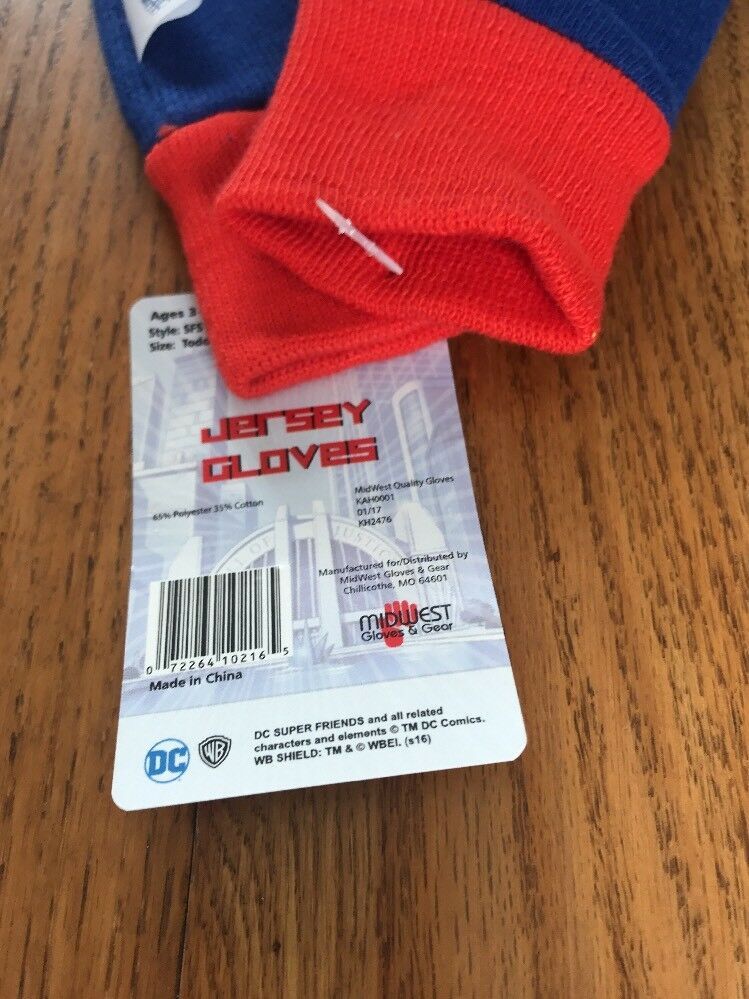 Ages 3
Style: SFS
Size: Todd
Jersey
Gloves
65% Polyester 35% Cotton
MidWest Quality Gloves
KAH0001
01/17
KH2476
OF JUSTIC
Manufactured for/Distributed by
MidWest Gloves & Gear
Chillicothe, MO 64601
MIDWEST
Gloves & Gear
0 72264 10216 5
Made in China
DC
WB
DC SUPER FRIENDS and all related
characters and elements © TM DC Comics.
WB SHIELD: TM & © WBEI. (s16)